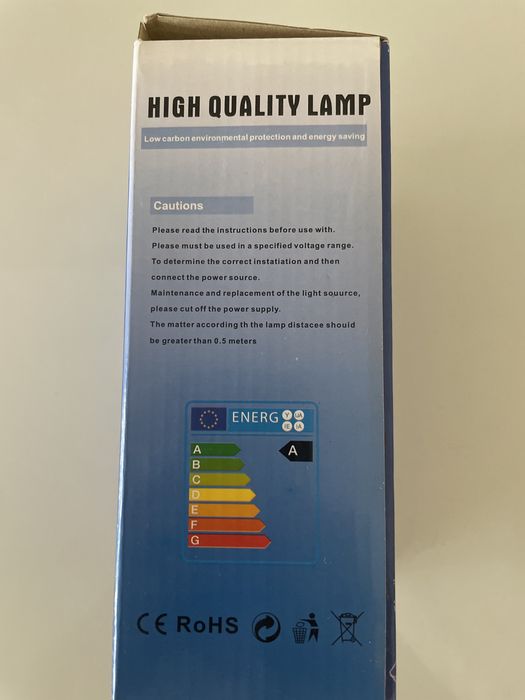 HIGH QUALITY LAMP
Low carbon environmental protection and energy saving
Cautions
Please read the instructions before use with.
Please must be used in a specified voltage range.
To determine the correct instatiation and then
connect the power source.
Maintenance and replacement of the light souurce,
please cut off the power supply.
The matter according th the lamp distacee shouid
be greater than 0.5 meters
ENERG Y UA
IE IA
A A
B
C
D
E
F
G
CE RoHS